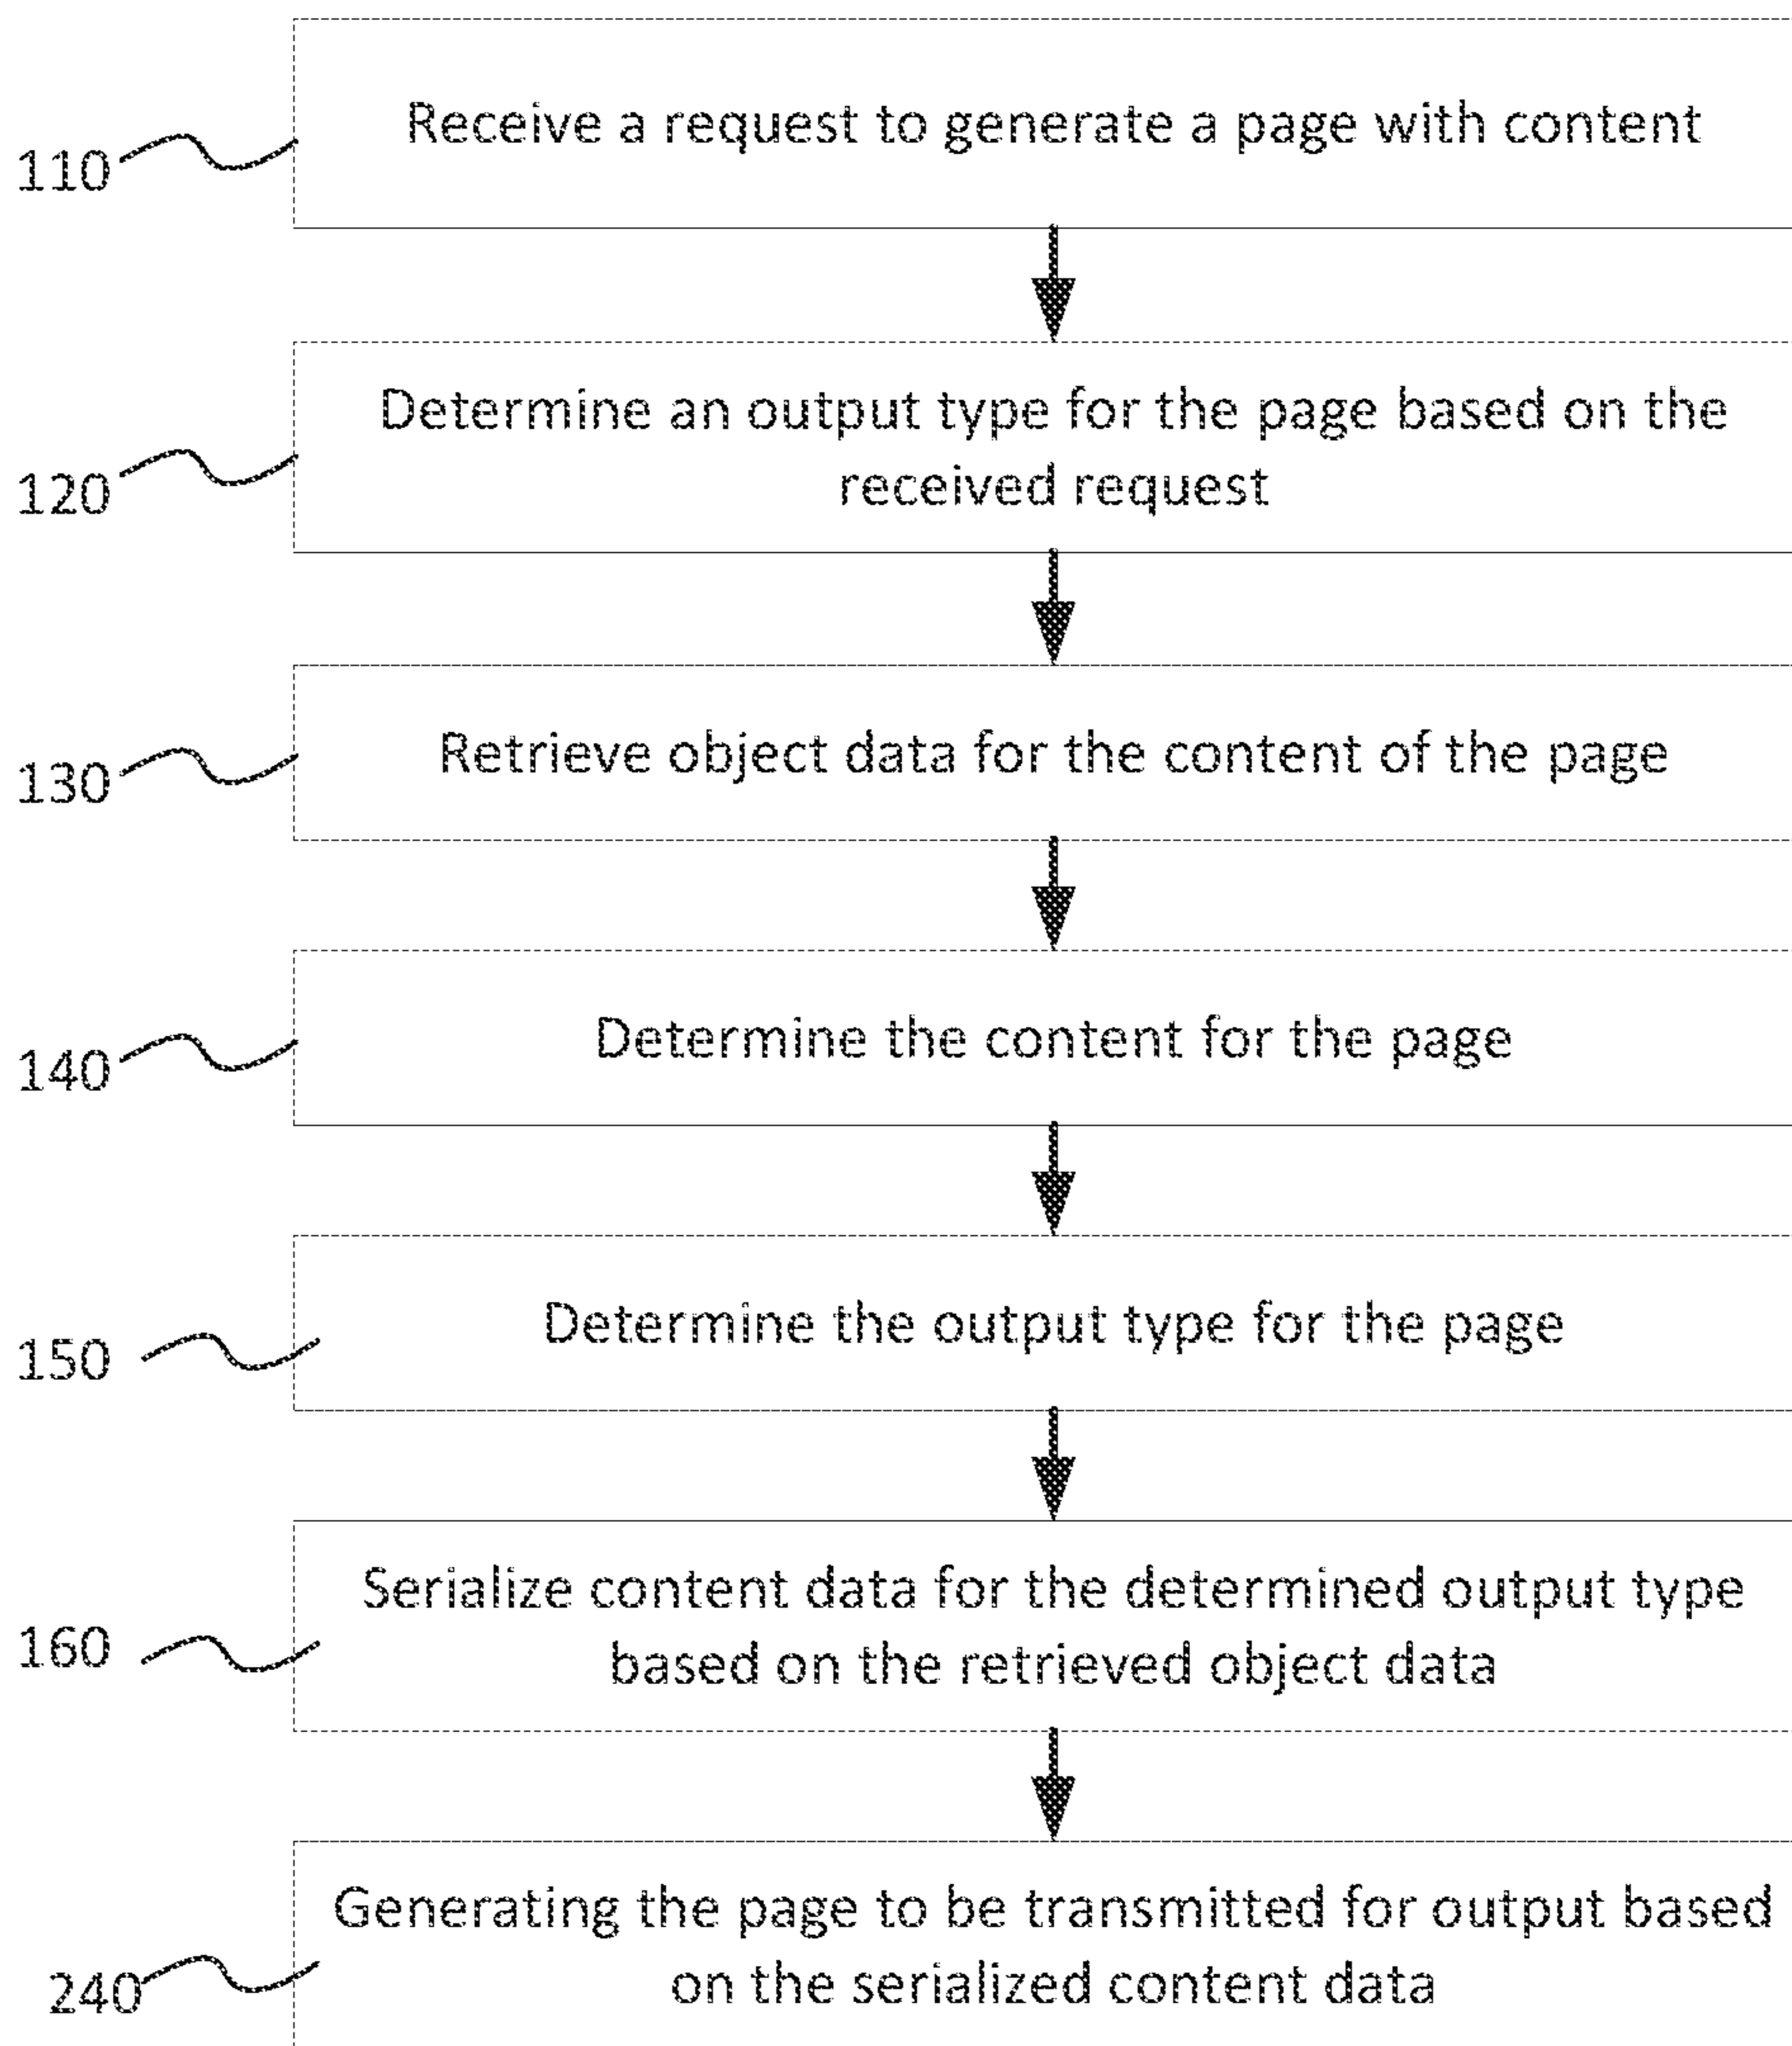 Receive a request to generate a page with content
110
Determine an output type for the page based on the
received request
120
Retrieve object data for the content of the page
130
Determine the content for the page
140
Determine the output type for the page
150
Serialize content data for the determined output type
based on the retrieved object data
160
Generating the page to be transmitted for output based
on the serialized content data
240